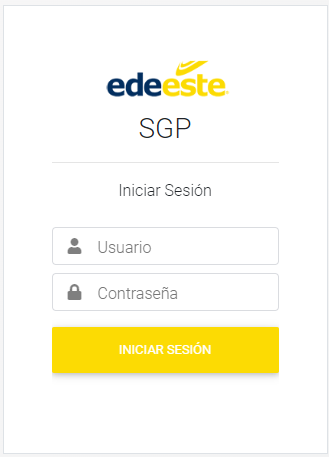 edeeste
SGP
Iniciar Sesión
Usuario
Contraseña
INICIAR SESIÓN